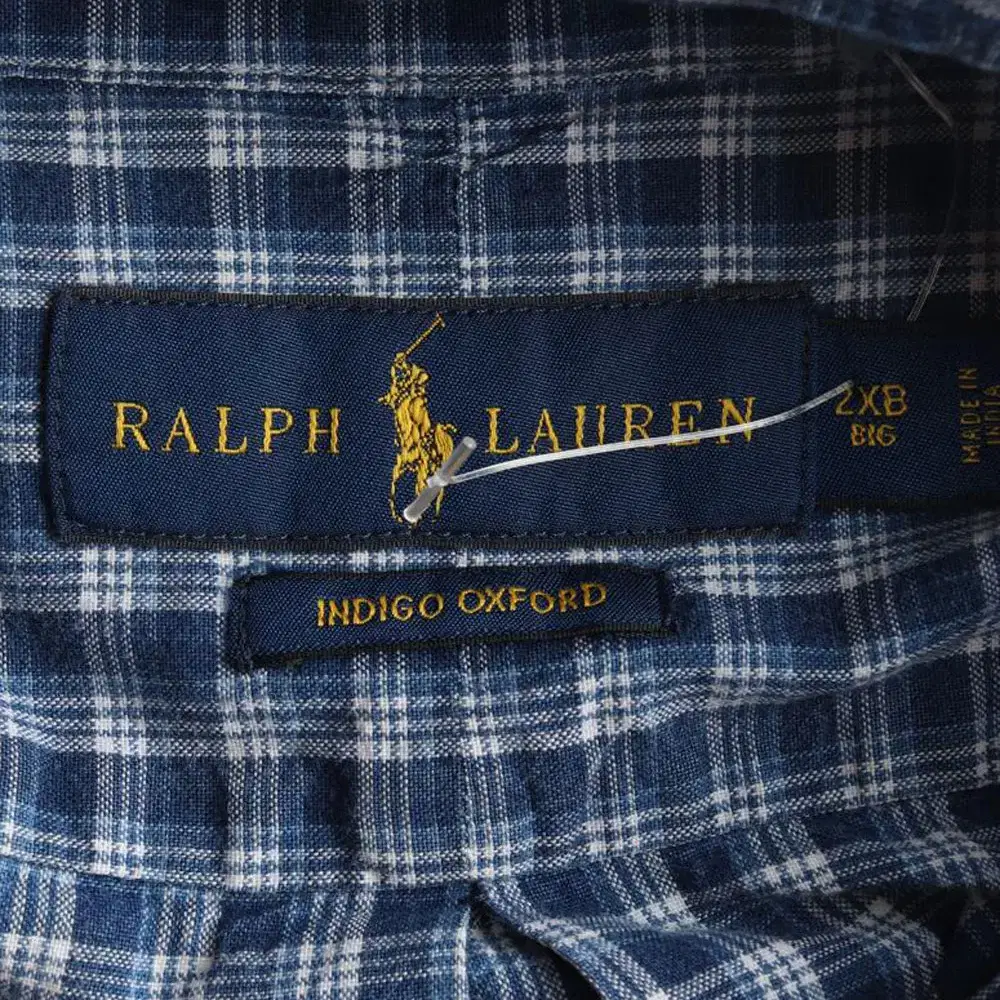 RALPH LAUREN
2XB
BIG
MADE IN
INDIA
INDIGO OXFORD